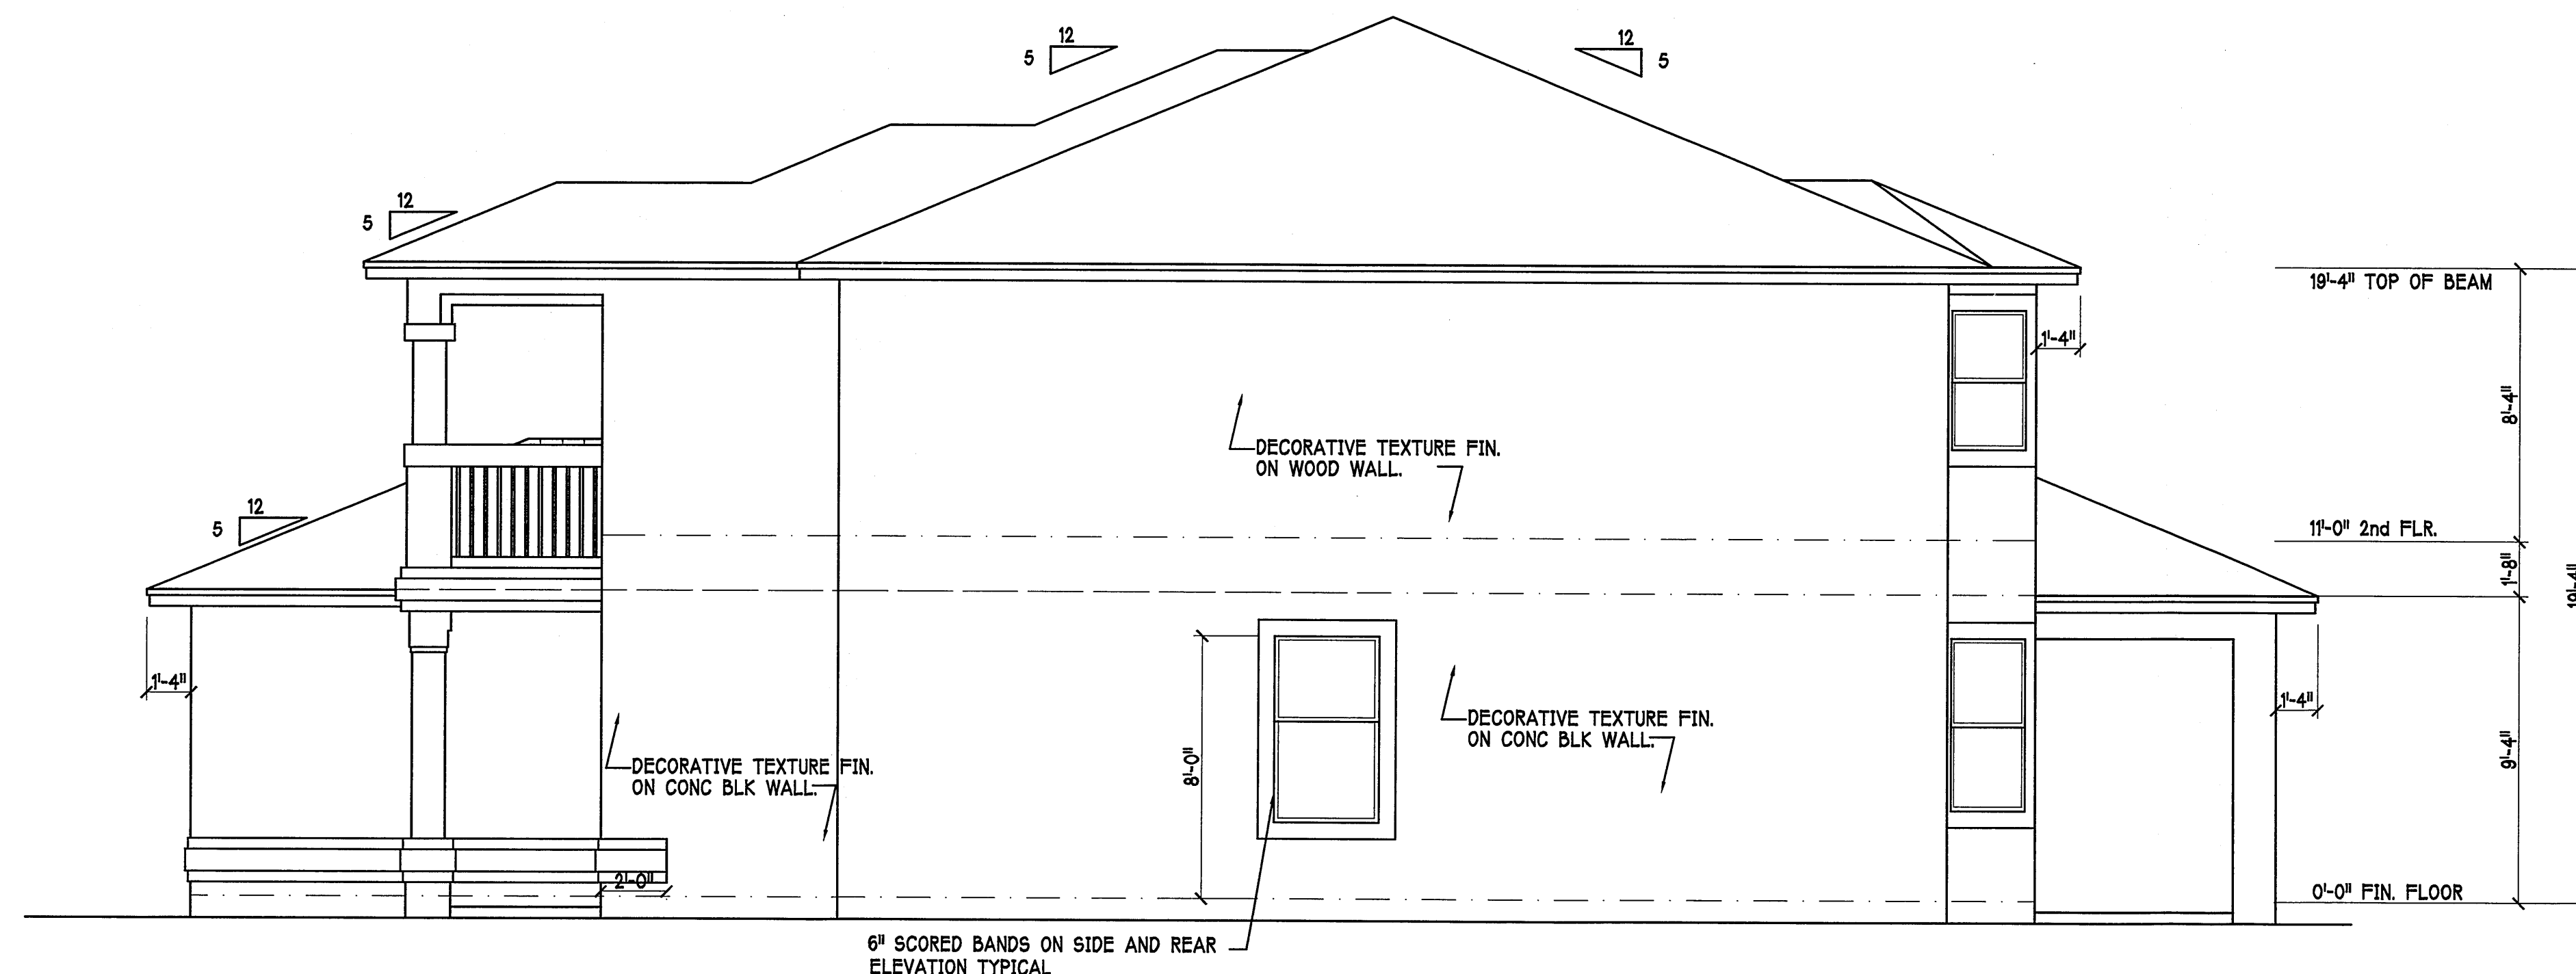 12
5
12
5
12
5
19'-4" TOP OF BEAM
1'-4"
8'-4"
DECORATIVE TEXTURE FIN.
ON WOOD WALL.
12
5
11'-0" 2nd FLR.
1'-8"
19'-4"
1'-4"
1'-4"
DECORATIVE TEXTURE FIN.
ON CONC BLK WALL.
DECORATIVE TEXTURE FIN.
ON CONC BLK WALL.
8'-0"
9'-4"
2'-0"
0'-0" FIN. FLOOR
6" SCORED BANDS ON SIDE AND REAR
ELEVATION TYPICAL